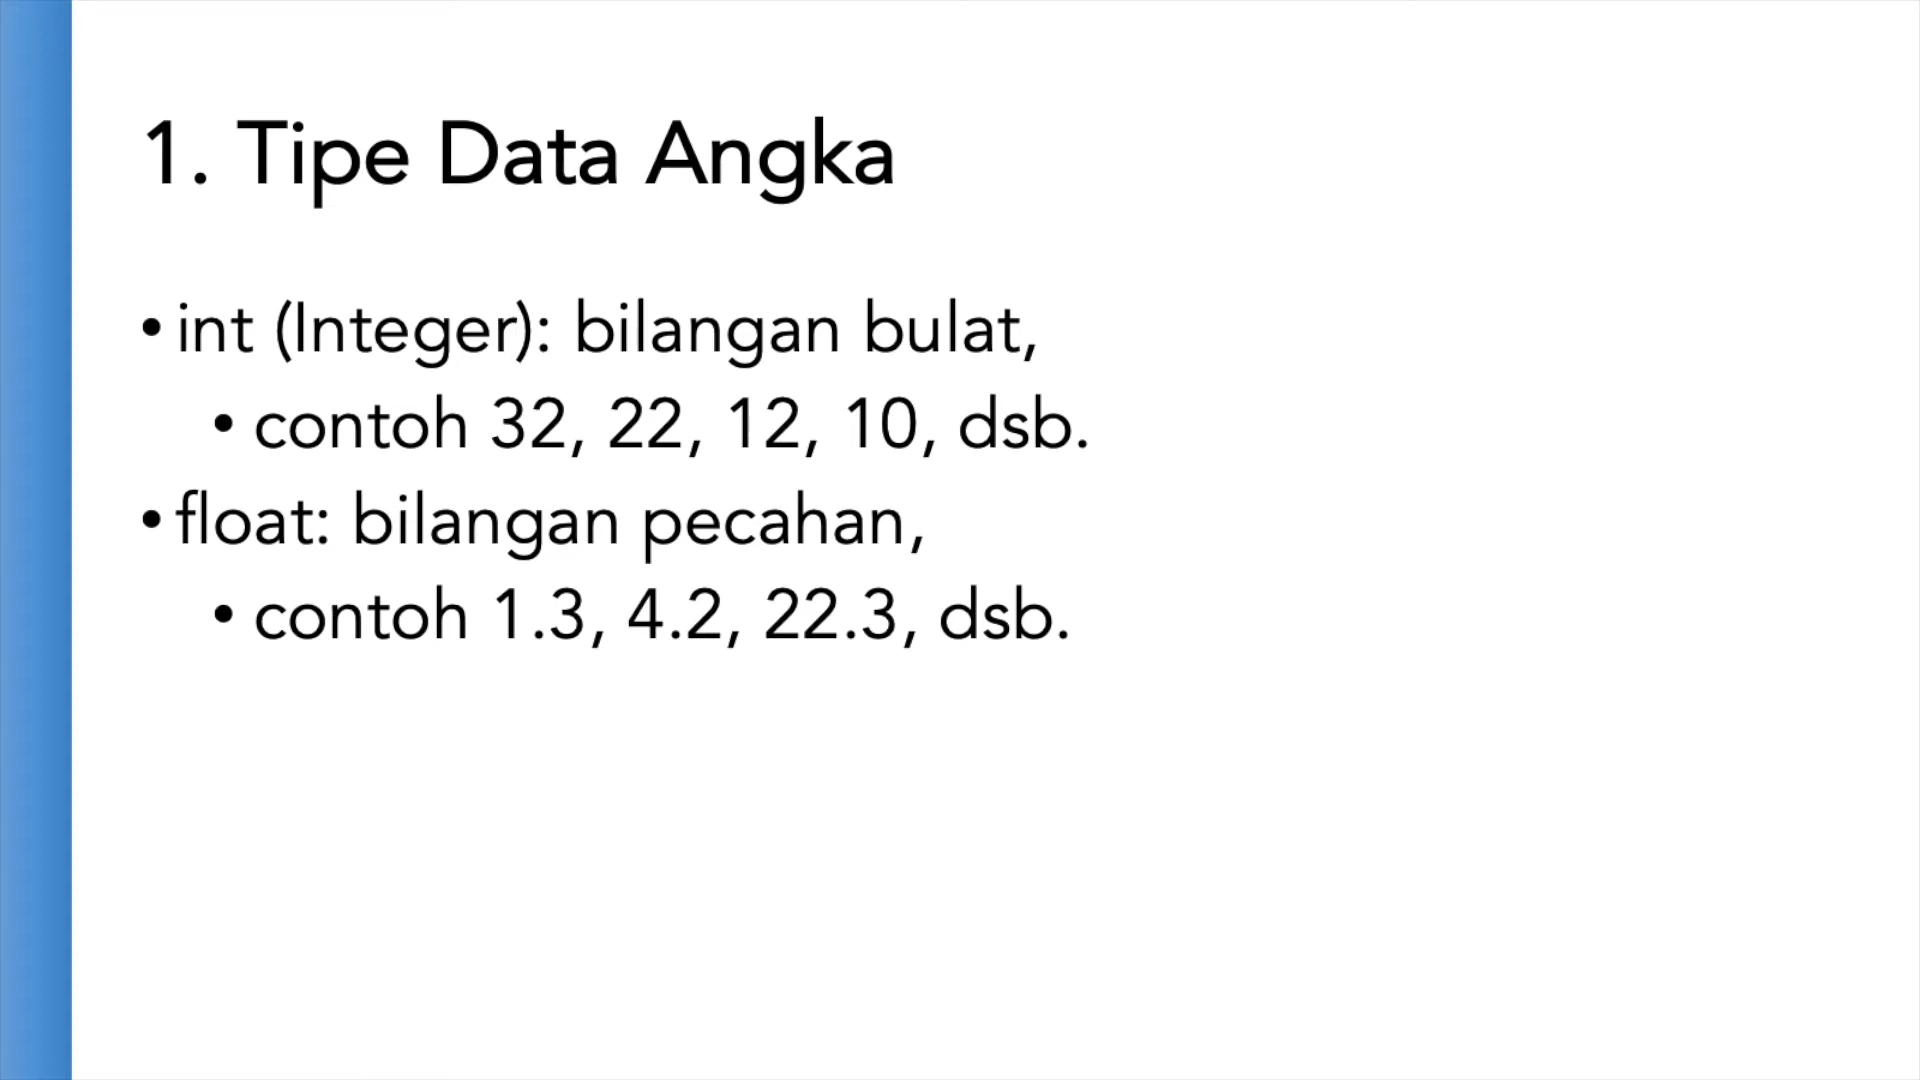 1. Tipe Data Angka
• int (Integer): bilangan bulat,
• contoh 32, 22, 12, 10, dsb.
• float: bilangan pecahan,
• contoh 1.3, 4.2, 22.3, dsb.